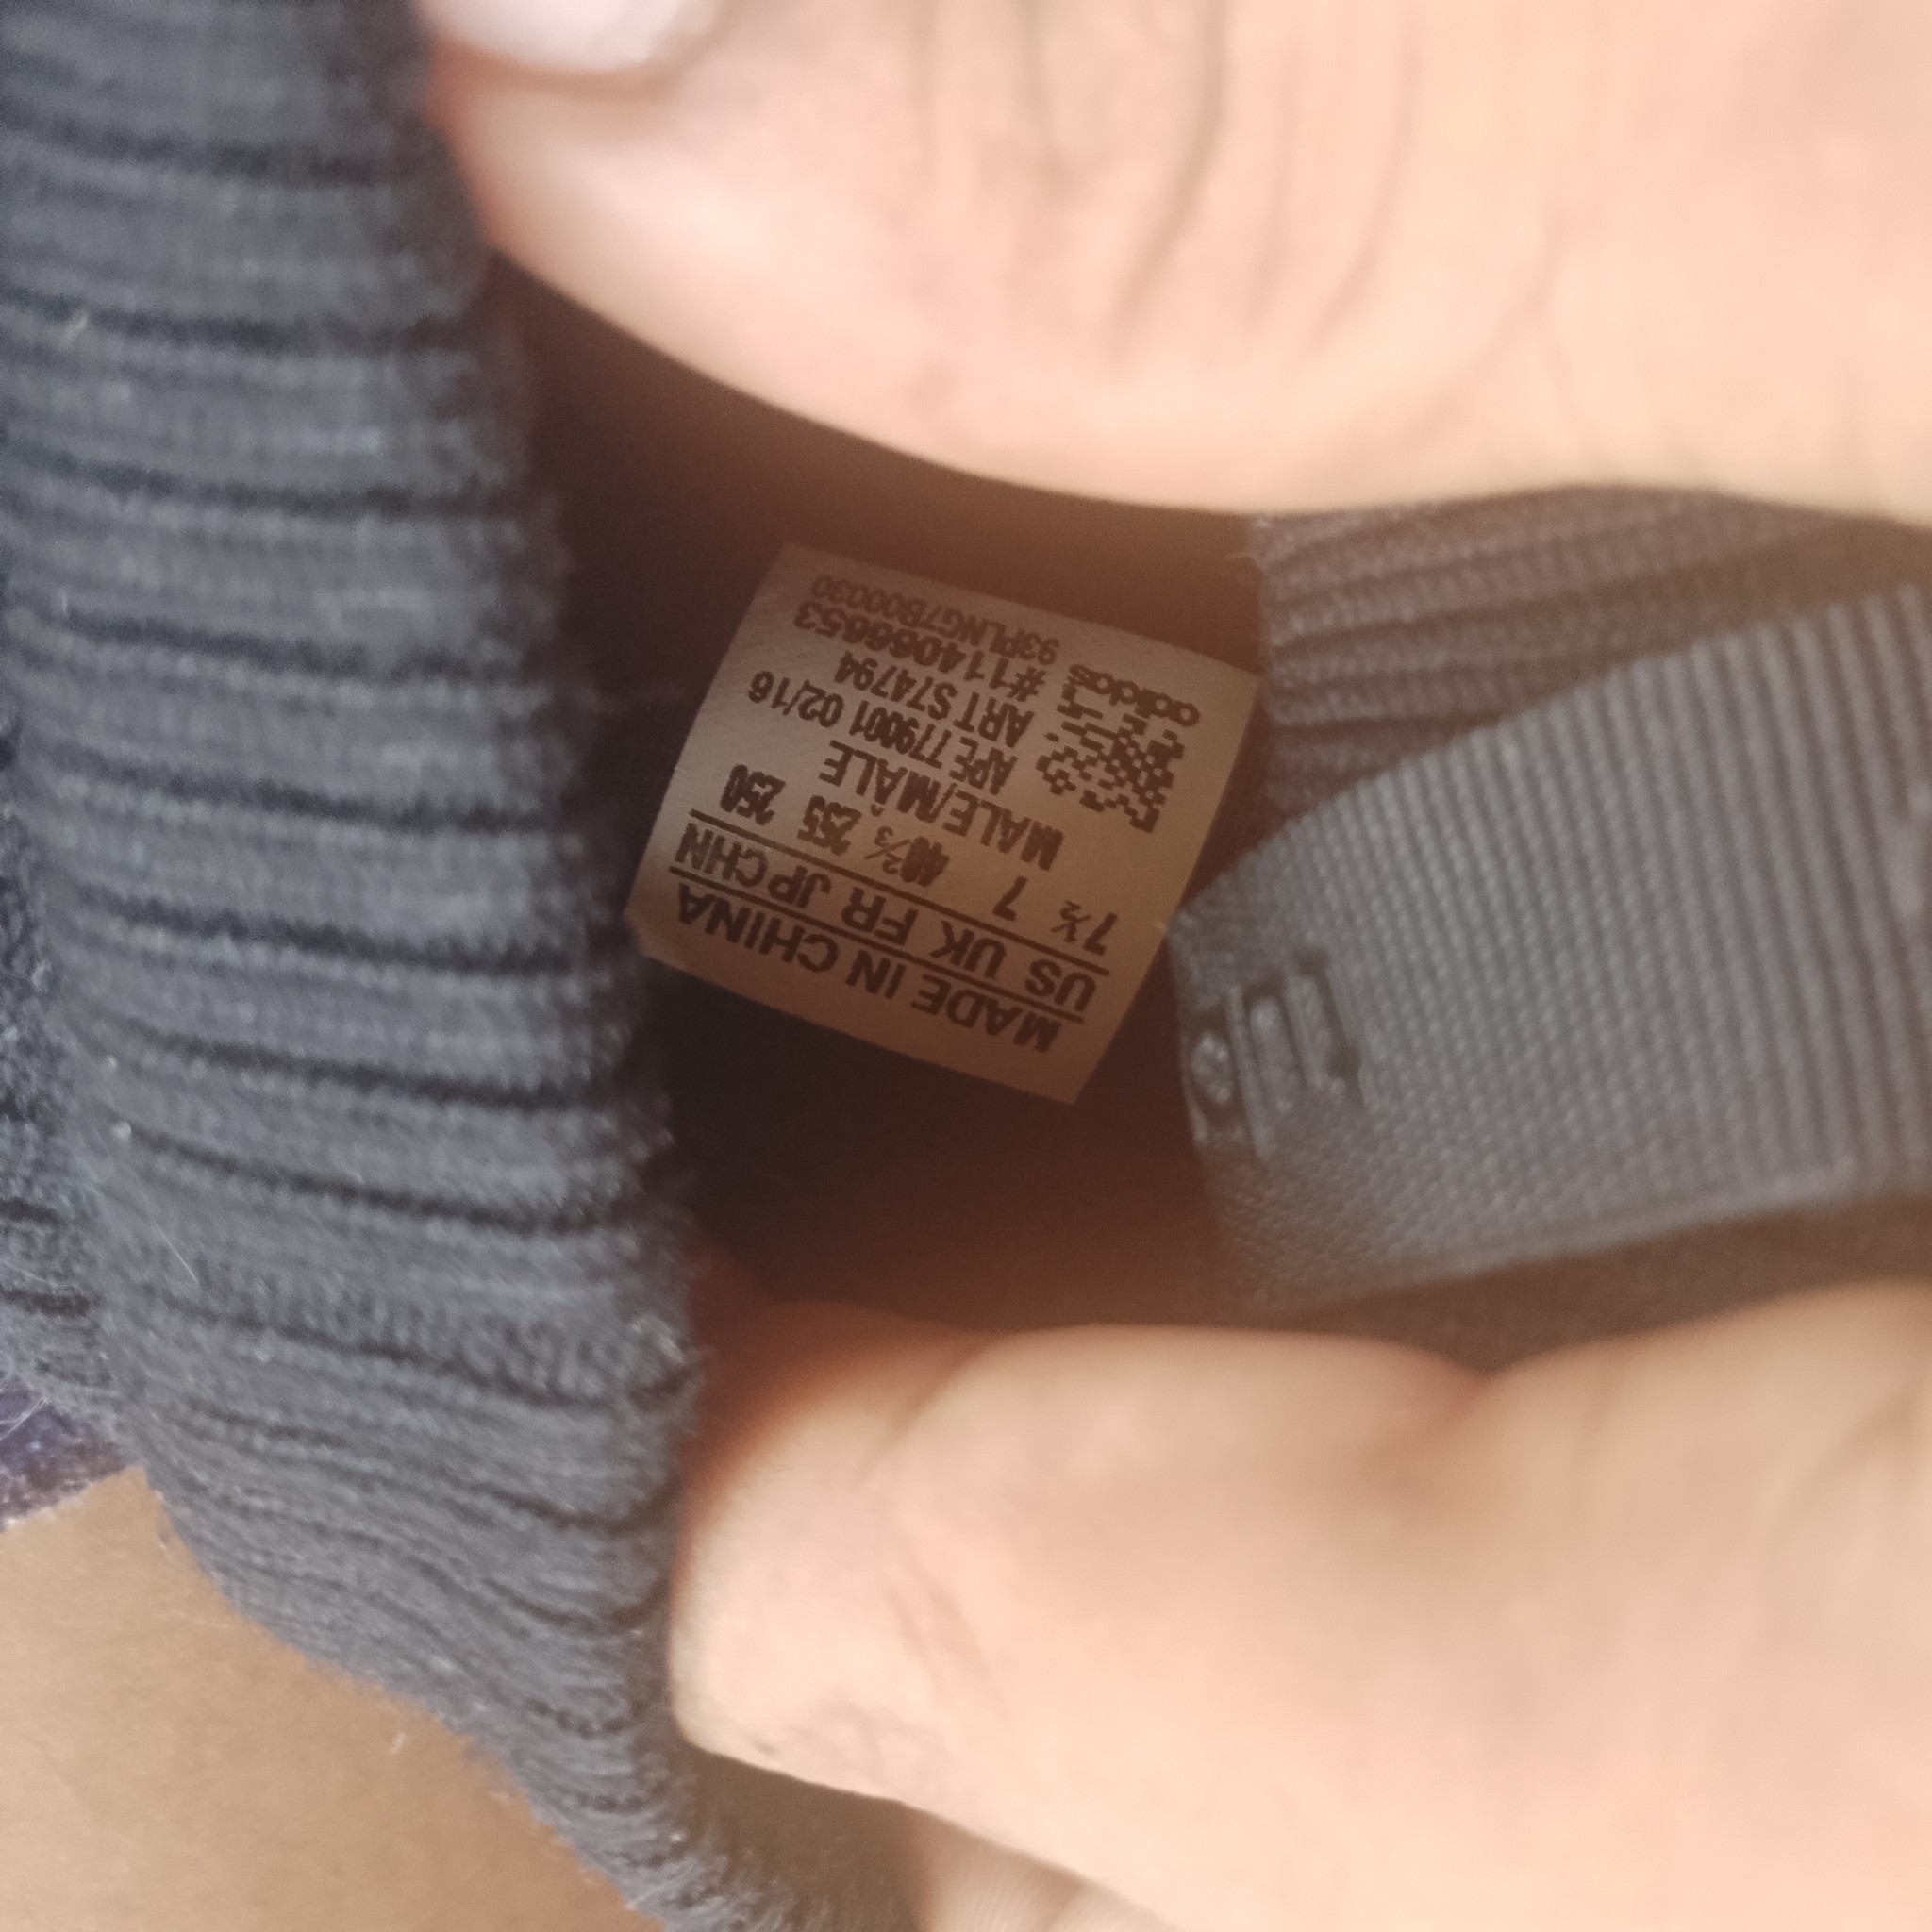 MADE IN CHINA
US UK FR JP CHN
7½ 7 40⅔ 255 250
MALE/MALE
APE 779001 02/16
ART S74794
#114066653
93PLNG7B00030
adidas